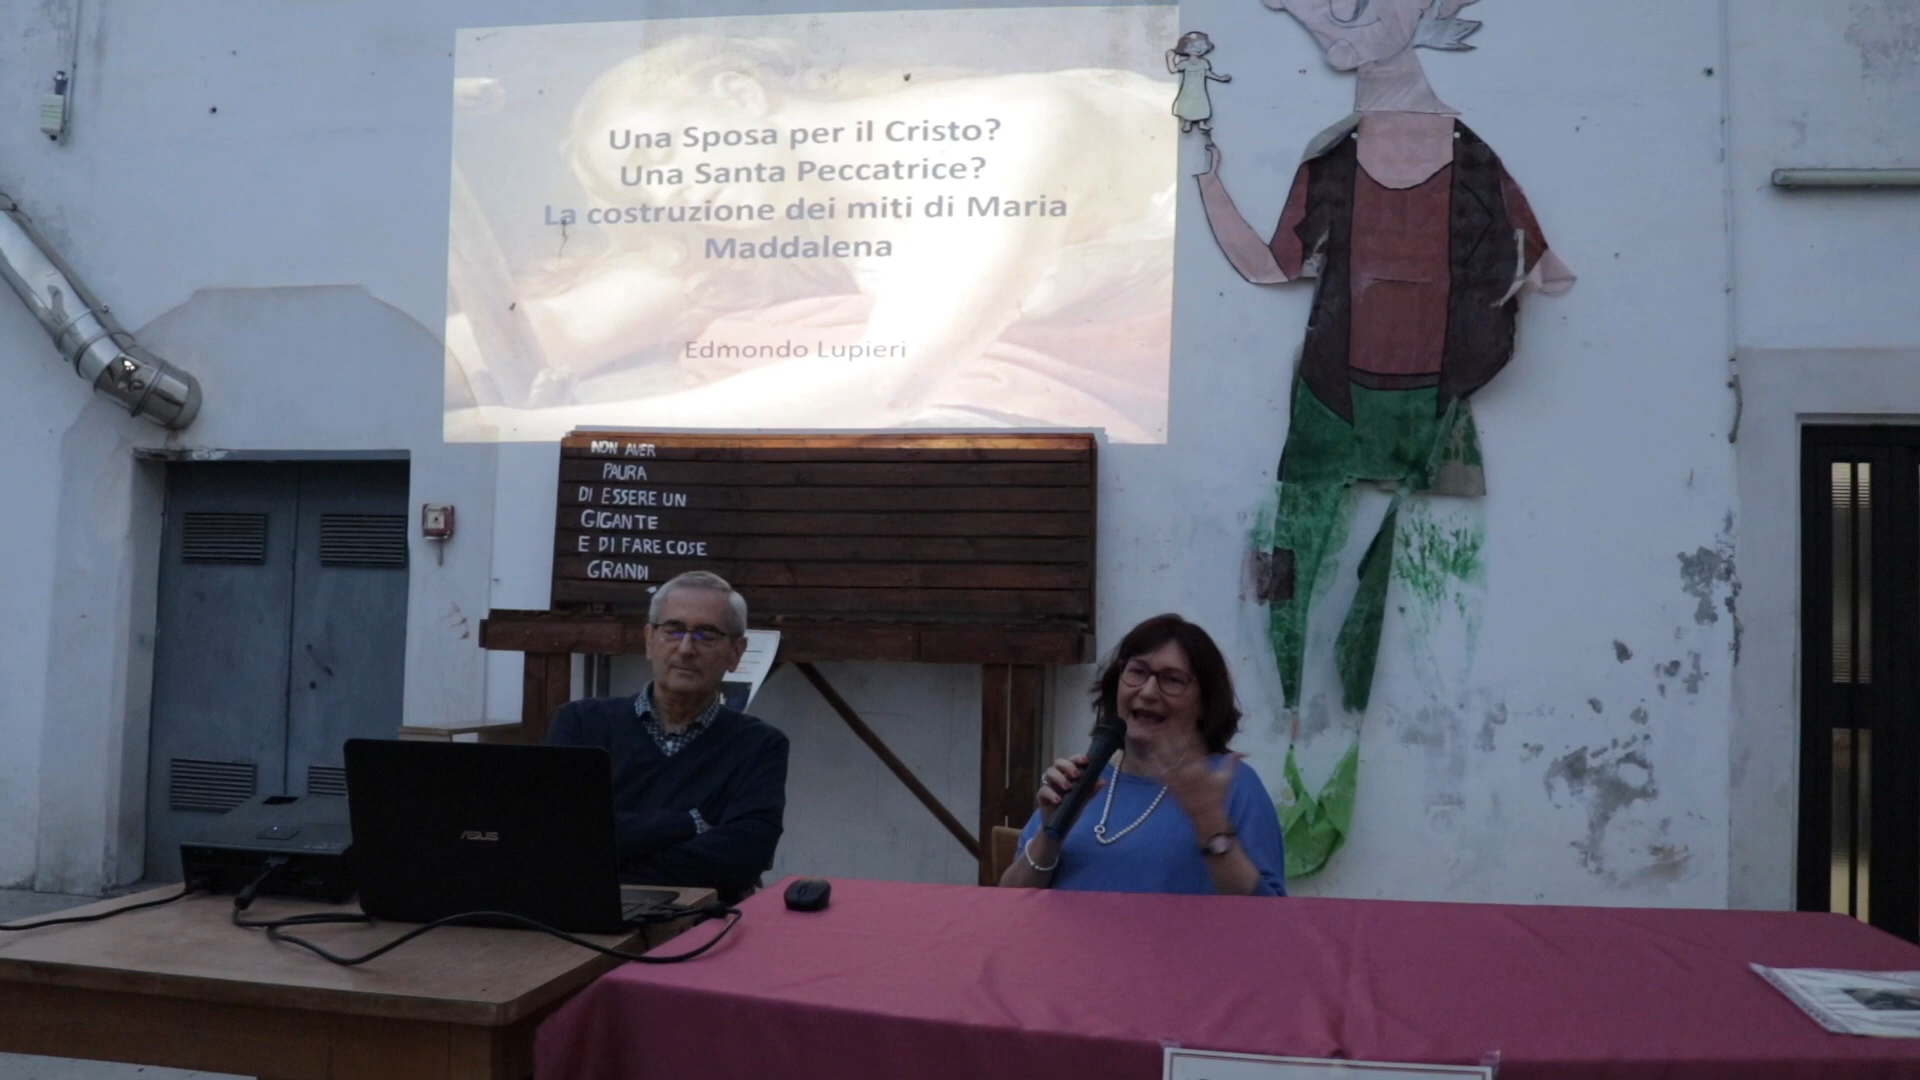 Una Sposa per il Cristo?
Una Santa Peccatrice?
La costruzione dei miti di Maria
Maddalena
Edmondo Lupieri
NON AVER
PAURA
DI ESSERE UN
GIGANTE
E DI FARE COSE
GRANDI
ASUS